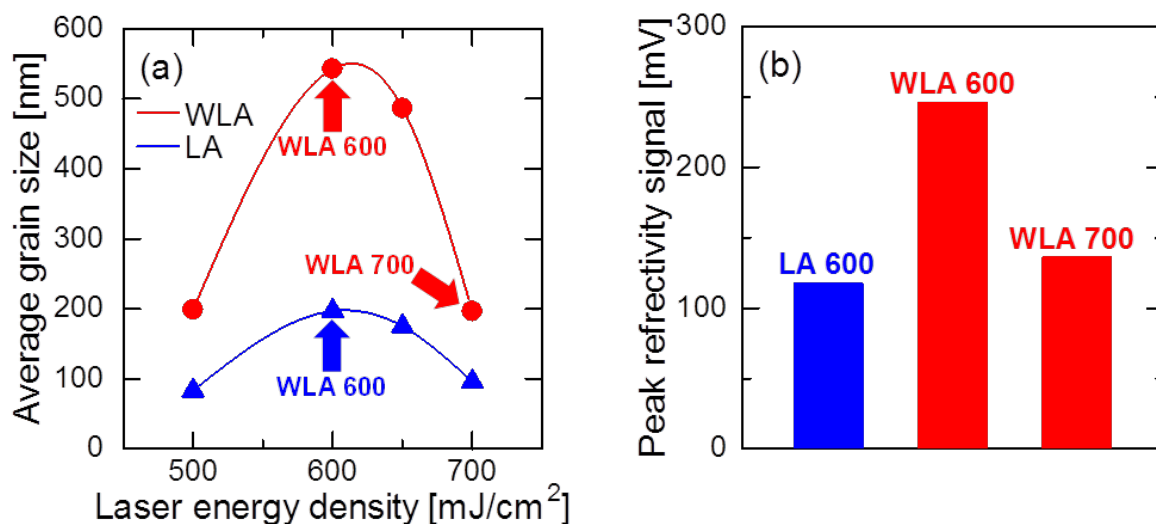 (a)
WLA
LA
WLA 600
WLA 700
WLA 600
600
500
400
300
200
100
0
500
600
700
Average grain size [nm]
Laser energy density [mJ/cm²]
(b)
WLA 600
WLA 700
LA 600
300
200
100
0
Peak refrectivity signal [mV]